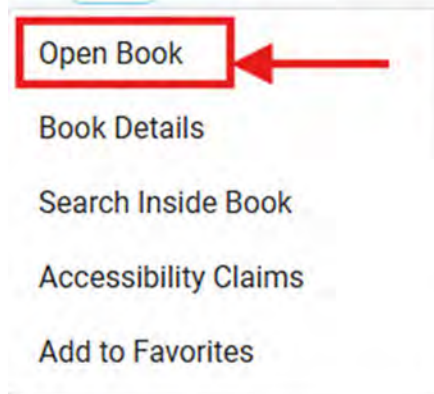 Open Book
Book Details
Search Inside Book
Accessibility Claims
Add to Favorites